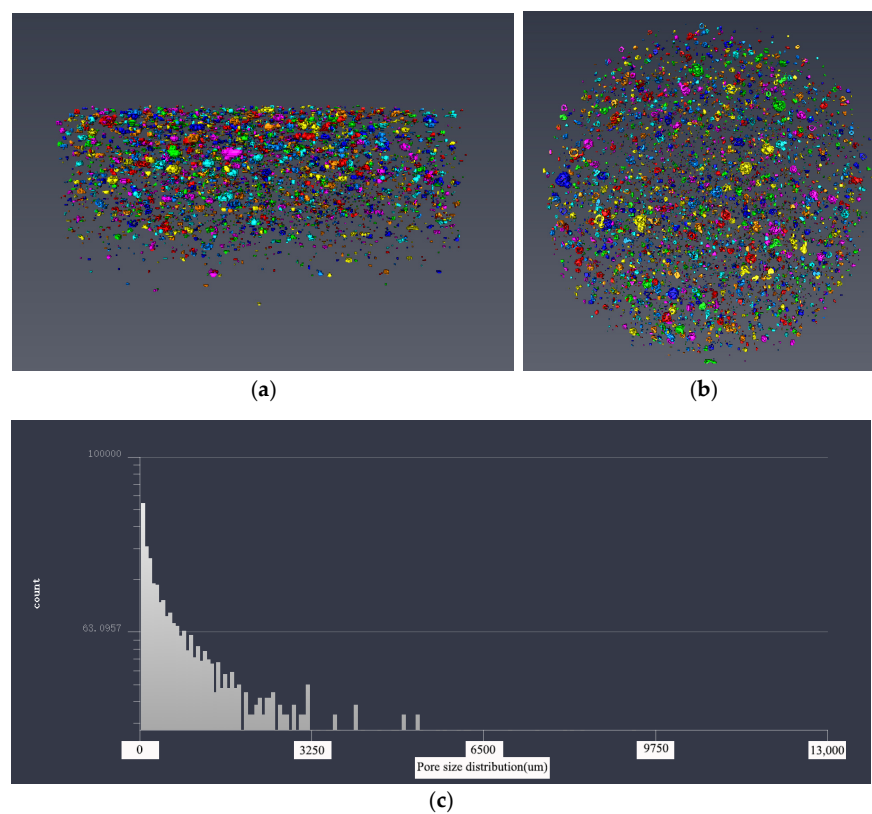 (a)
(b)
100000
count
63.0957
0
3250
6500
9750
13,000
Pore size distribution(um)
(c)